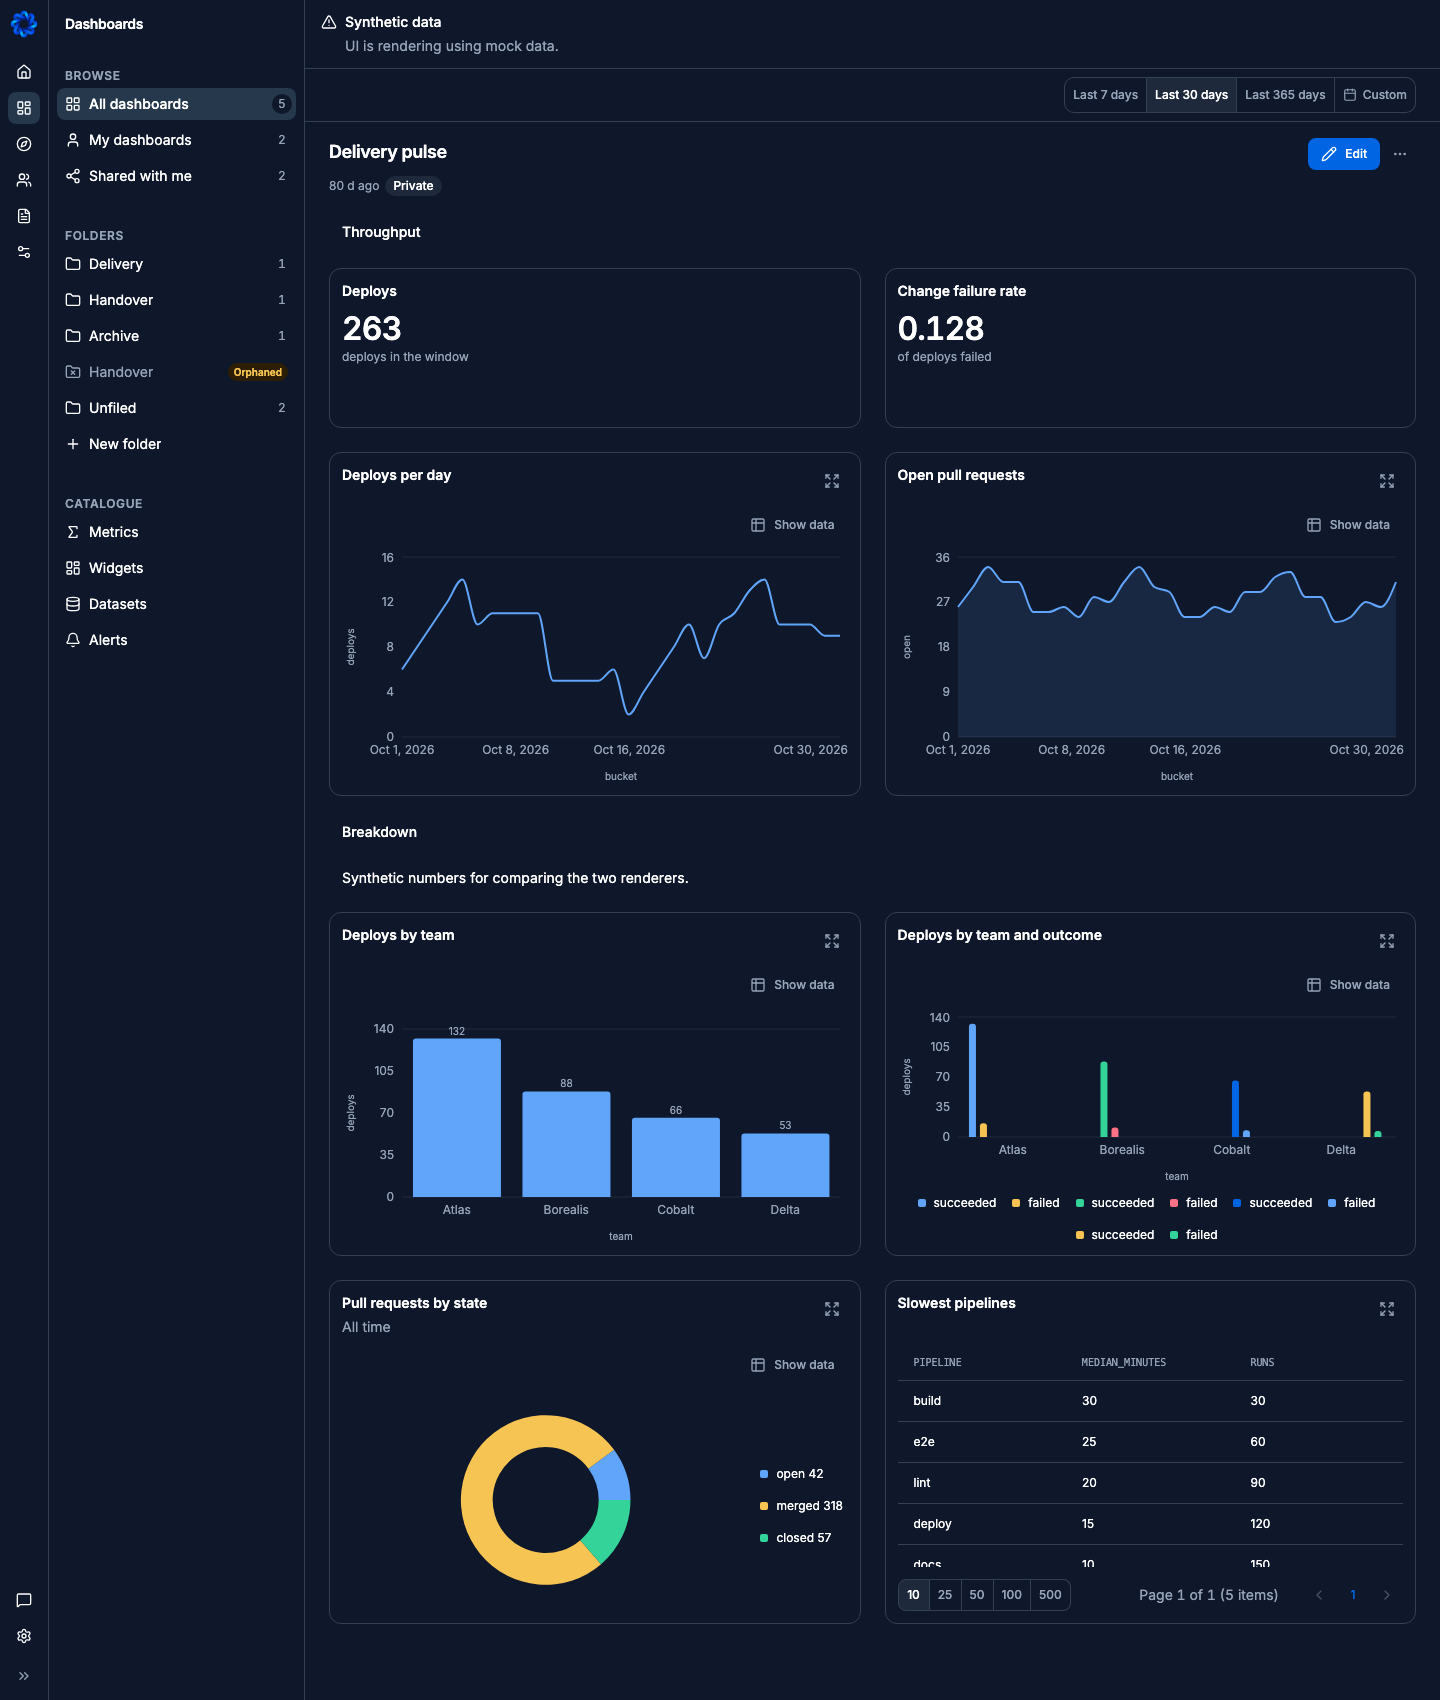 Dashboards
BROWSE
All dashboards 5
My dashboards 2
Shared with me 2
FOLDERS
Delivery 1
Handover 1
Archive 1
Handover Orphaned
Unfiled 2
New folder
CATALOGUE
Metrics
Widgets
Datasets
Alerts
Synthetic data
UI is rendering using mock data.
Last 7 days Last 30 days Last 365 days Custom
Delivery pulse
Edit
80 d ago Private
Throughput
Deploys
263
deploys in the window
Change failure rate
0.128
of deploys failed
Deploys per day
Show data
16
12
8
4
0
deploys
Oct 1, 2026 Oct 8, 2026 Oct 16, 2026 Oct 30, 2026
bucket
Open pull requests
Show data
36
27
18
9
0
open
Oct 1, 2026 Oct 8, 2026 Oct 16, 2026 Oct 30, 2026
bucket
Breakdown
Synthetic numbers for comparing the two renderers.
Deploys by team
Show data
140
105
70
35
0
deploys
132
88
66
53
Atlas Borealis Cobalt Delta
team
Deploys by team and outcome
Show data
140
105
70
35
0
deploys
Atlas Borealis Cobalt Delta
team
succeeded failed succeeded failed succeeded failed
succeeded failed
Pull requests by state
All time
Show data
open 42
merged 318
closed 57
Slowest pipelines
PIPELINE MEDIAN_MINUTES RUNS
build 30 30
e2e 25 60
lint 20 90
deploy 15 120
docs 10 150
10 25 50 100 500
Page 1 of 1 (5 items)
1